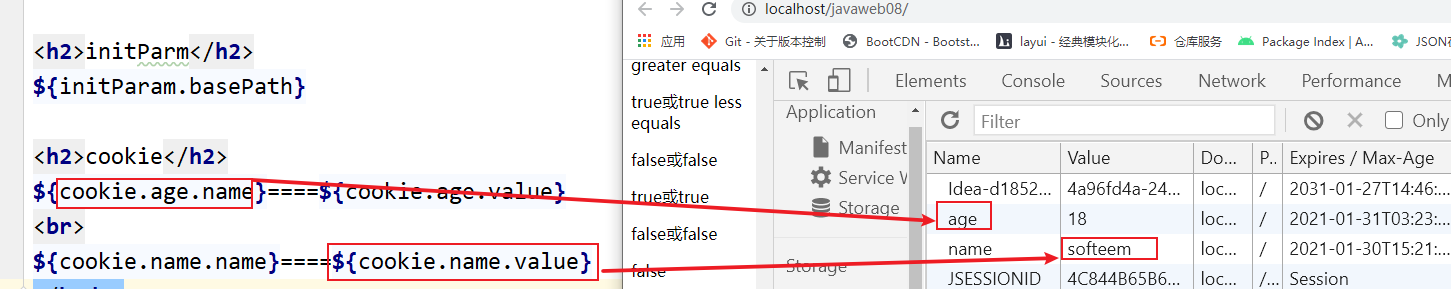 <h2>initParm</h2>
${initParam.basePath}
<h2>cookie</h2>
${cookie.age.name}====${cookie.age.value}
<br>
${cookie.name.name}====${cookie.name.value}
localhost/javaweb08/
应用 Git - 关于版本控制 BootCDN - Bootst... layui - 经典模块化... 仓库服务 Package Index | A... JSON在
greater equals
true或true less
equals
false或false
true或true
false或false
false
Elements Console Sources Network Performance M
Application
Manifest
Service W
Storage
Storage
Filter Only
Name Value Do... P.. Expires / Max-Age
Idea-d1852... 4a96fd4a-24... loc... / 2031-01-27T14:46:...
age 18 loc... / 2021-01-31T03:23:...
name softeem loc... / 2021-01-30T15:21:...
JSESSIONID 4C844B65B6... loc... /... Session